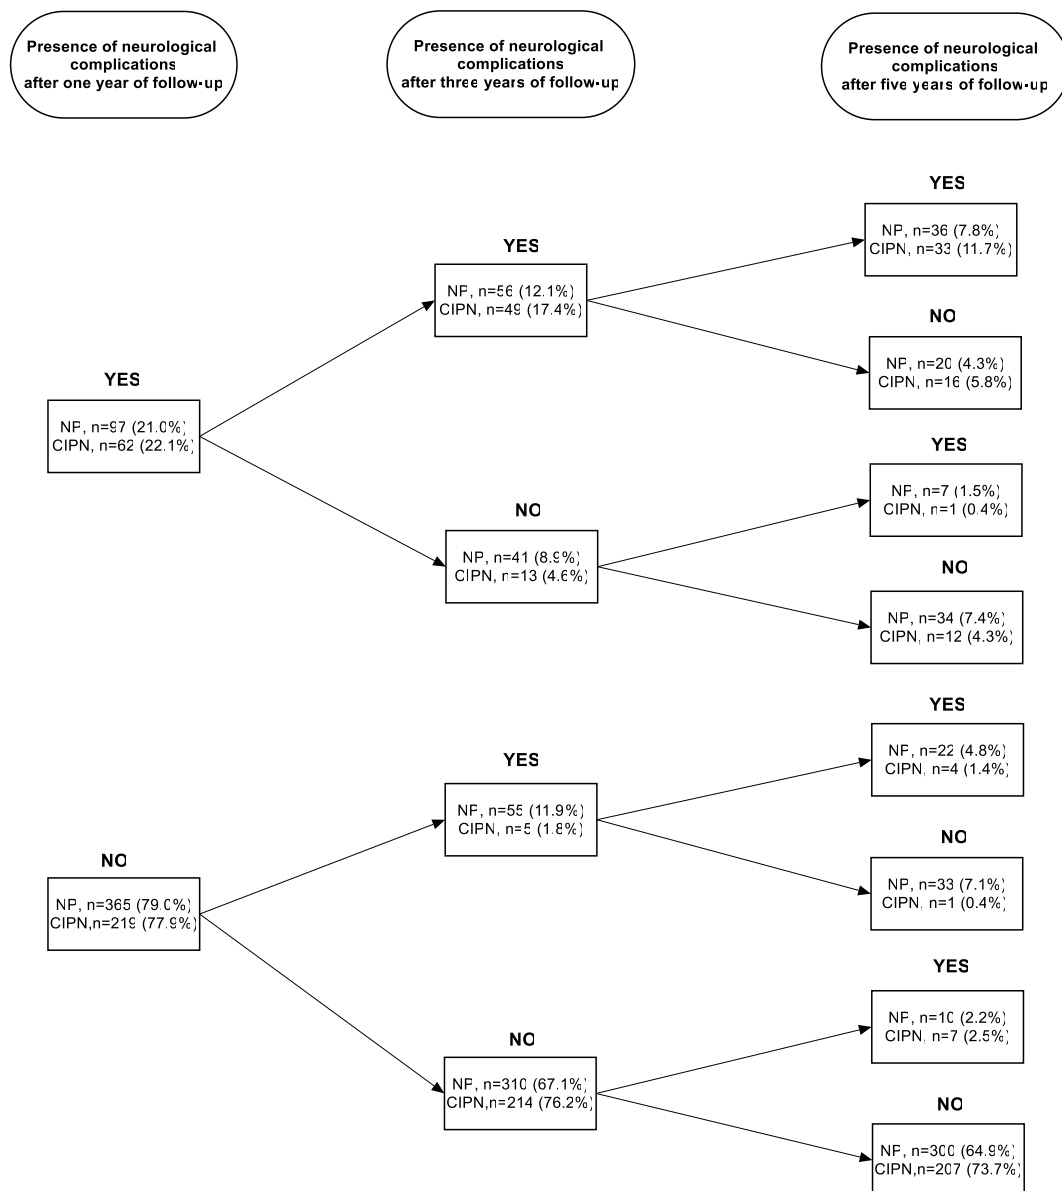 Presence of neurological
complications
after one year of follow-up
Presence of neurological
complications
after three years of follow-up
Presence of neurological
complications
after five years of follow-up
YES
NP, n=97 (21.0%)
CIPN, n=62 (22.1%)
YES
NP, n=56 (12.1%)
CIPN, n=49 (17.4%)
YES
NP, n=36 (7.8%)
CIPN, n=33 (11.7%)
NO
NP, n=20 (4.3%)
CIPN, n=16 (5.8%)
NO
NP, n=41 (8.9%)
CIPN, n=13 (4.6%)
YES
NP, n=7 (1.5%)
CIPN, n=1 (0.4%)
NO
NP, n=34 (7.4%)
CIPN, n=12 (4.3%)
NO
NP, n=365 (79.0%)
CIPN,n=219 (77.9%)
YES
NP, n=55 (11.9%)
CIPN, n=5 (1.8%)
YES
NP, n=22 (4.8%)
CIPN, n=4 (1.4%)
NO
NP, n=33 (7.1%)
CIPN, n=1 (0.4%)
NO
NP, n=310 (67.1%)
CIPN,n=214 (76.2%)
YES
NP, n=10 (2.2%)
CIPN, n=7 (2.5%)
NO
NP, n=300 (64.9%)
CIPN,n=207 (73.7%)